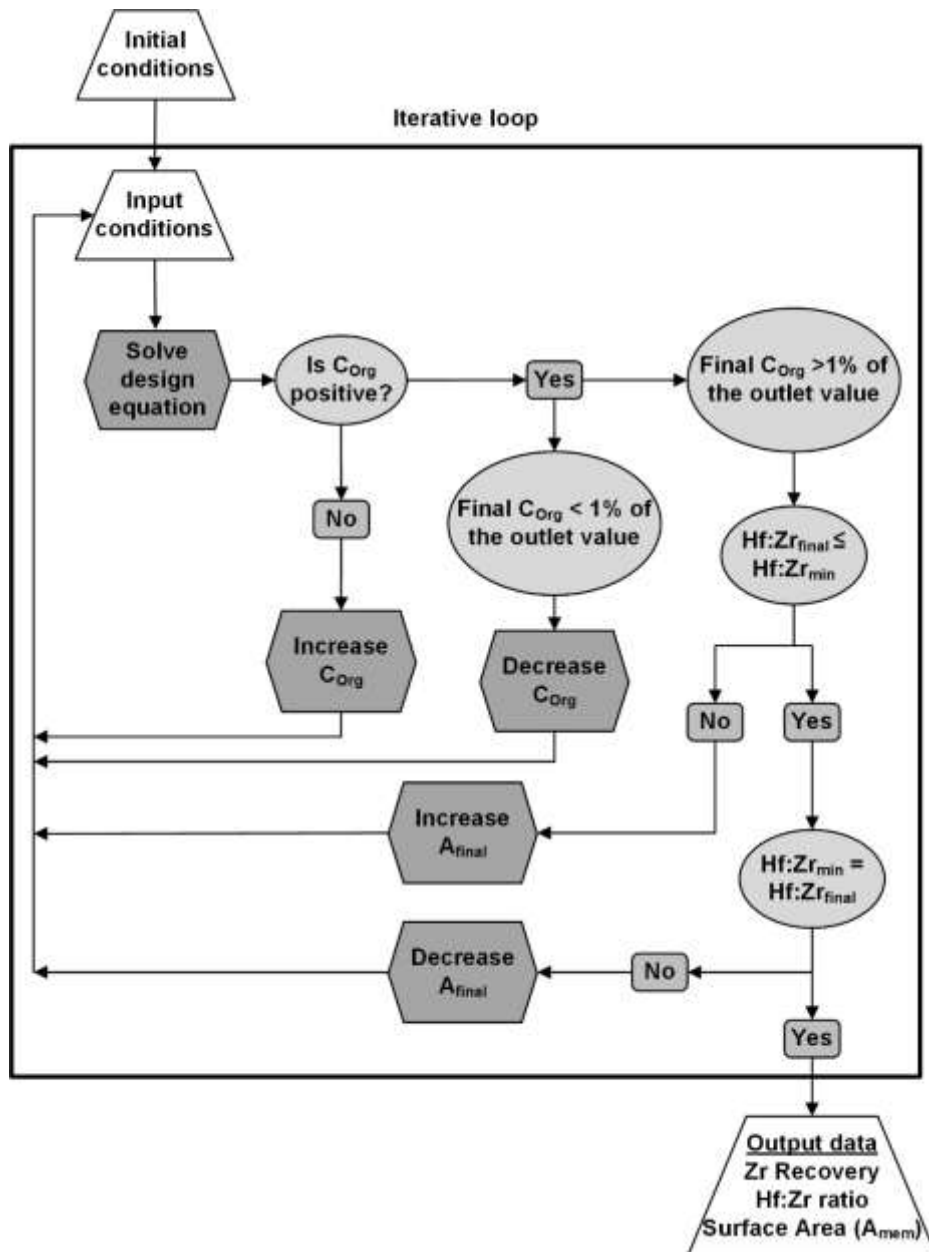 Initial
conditions
Iterative loop
Input
conditions
Solve
design
equation
Is C_Org
positive?
Yes
Final C_Org >1% of
the outlet value
No
Final C_Org < 1% of
the outlet value
Hf:Zr_final ≤
Hf:Zr_min
Increase
C_Org
Decrease
C_Org
No
Yes
Increase
A_final
Hf:Zr_min =
Hf:Zr_final
Decrease
A_final
No
Yes
Output data
Zr Recovery
Hf:Zr ratio
Surface Area (A_mem)